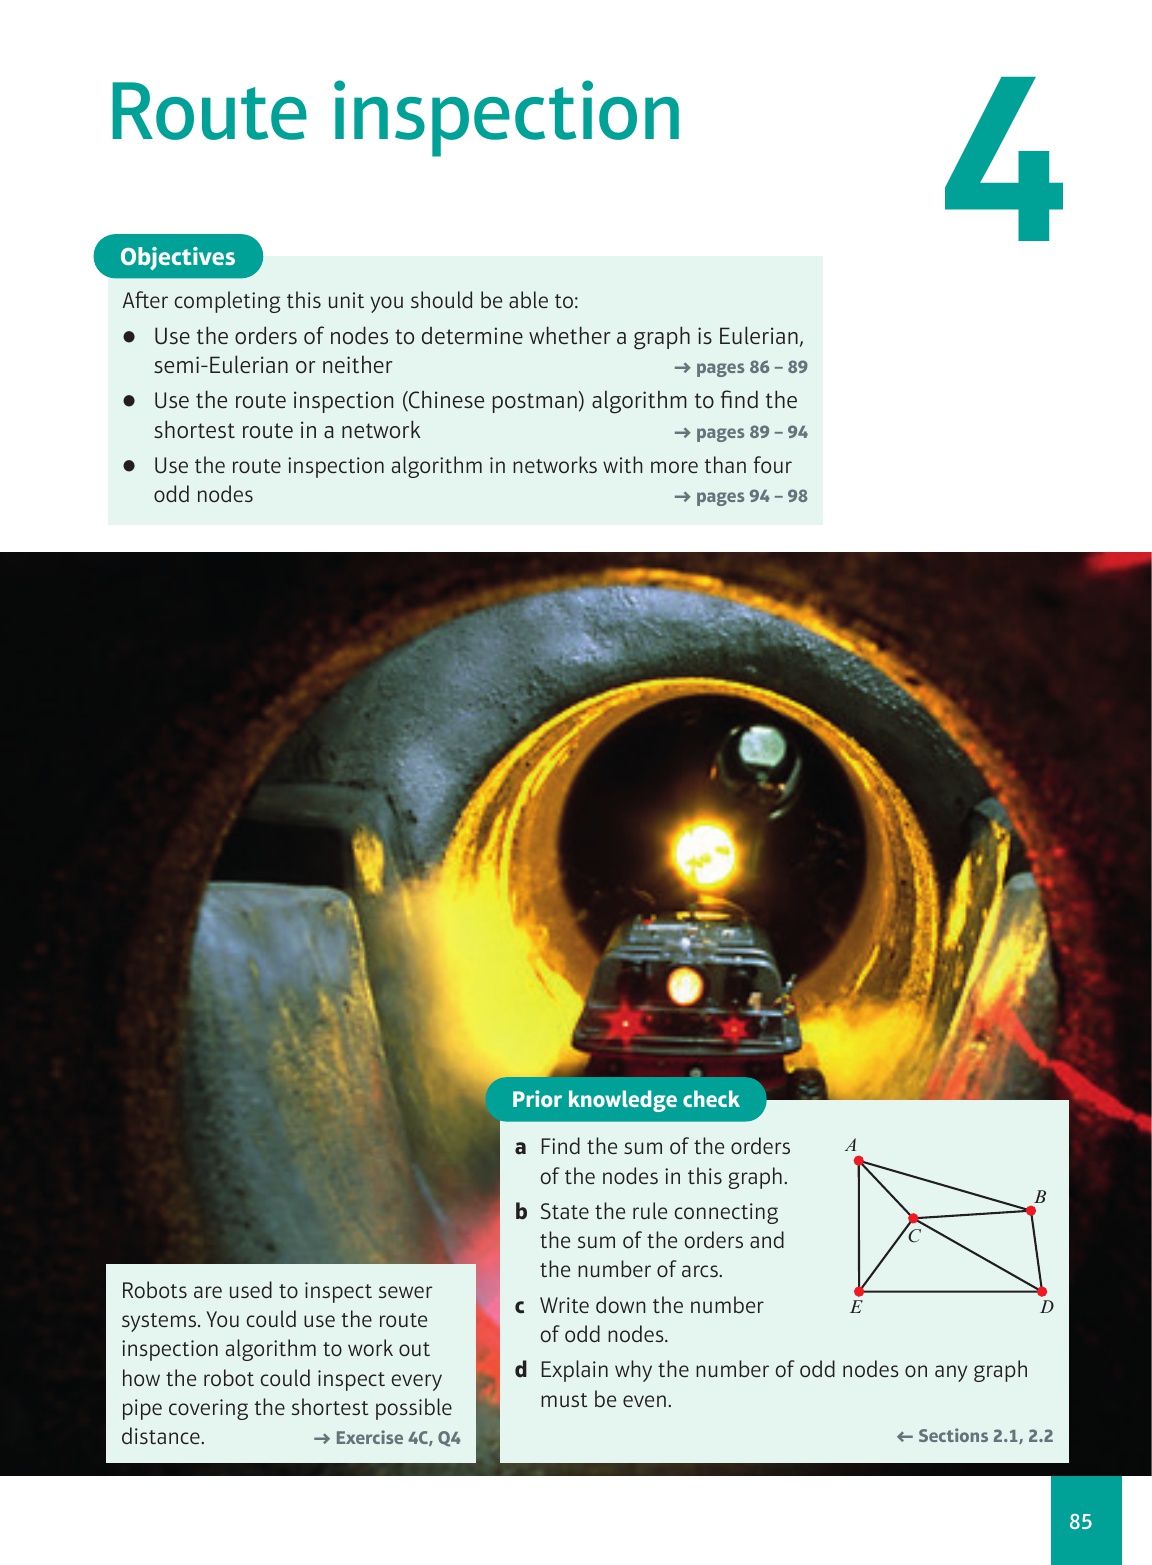 Route inspection
4
Objectives
After completing this unit you should be able to:
● Use the orders of nodes to determine whether a graph is Eulerian,
semi-Eulerian or neither → pages 86 – 89
● Use the route inspection (Chinese postman) algorithm to find the
shortest route in a network → pages 89 – 94
● Use the route inspection algorithm in networks with more than four
odd nodes → pages 94 – 98
Robots are used to inspect sewer
systems. You could use the route
inspection algorithm to work out
how the robot could inspect every
pipe covering the shortest possible
distance. → Exercise 4C, Q4
Prior knowledge check
a Find the sum of the orders
of the nodes in this graph.
b State the rule connecting
the sum of the orders and
the number of arcs.
c Write down the number
of odd nodes.
d Explain why the number of odd nodes on any graph
must be even.
← Sections 2.1, 2.2
A
B
C
E
D
85